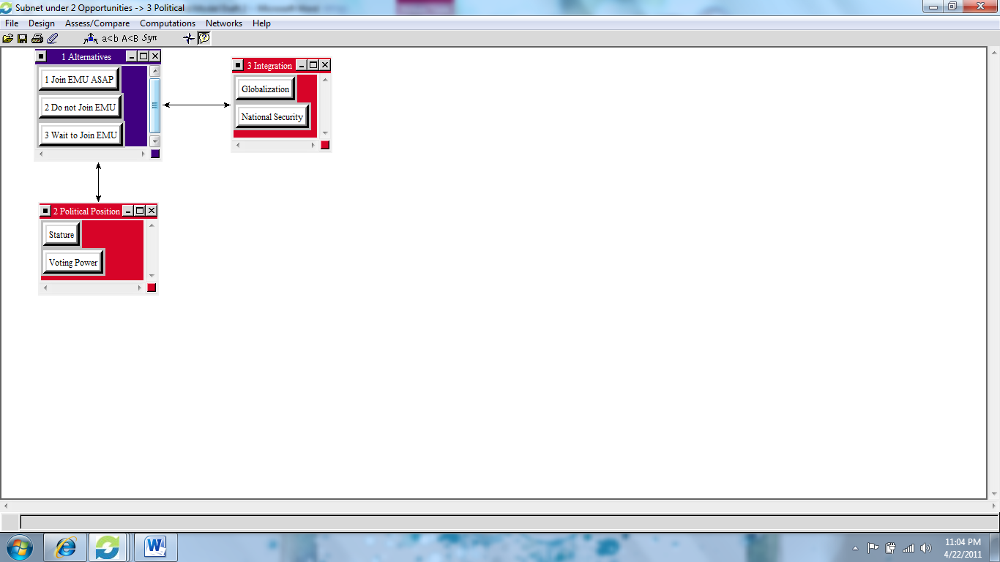 Subnet under 2 Opportunities -> 3 Political
File Design Assess/Compare Computations Networks Help
a<b A<B Syn
1 Alternatives
1 Join EMU ASAP
2 Do not Join EMU
3 Wait to Join EMU
3 Integration
Globalization
National Security
2 Political Position
Stature
Voting Power
11:04 PM
4/22/2011